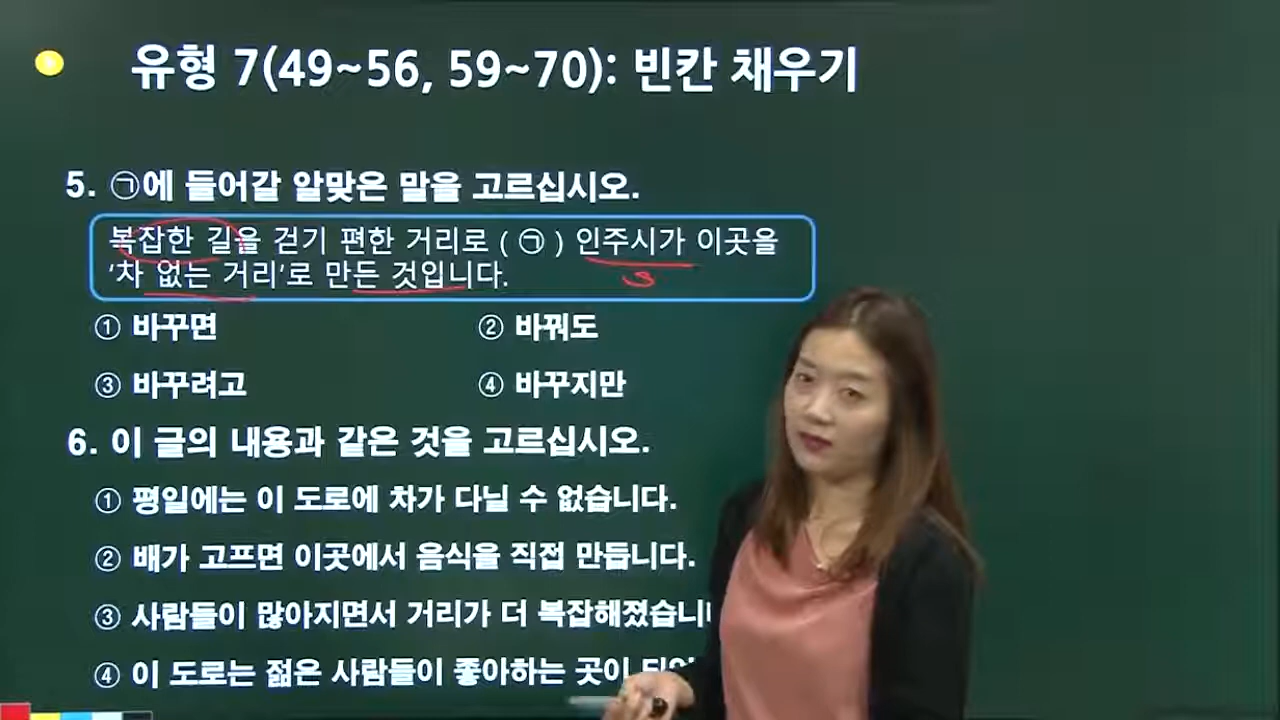 유형 7(49~56, 59~70): 빈칸 채우기
5. ㉠에 들어갈 알맞은 말을 고르십시오.
복잡한 길을 걷기 편한 거리로 ( ㉠ ) 인주시가 이곳을
‘차 없는 거리’로 만든 것입니다.
① 바꾸면 ② 바꿔도
③ 바꾸려고 ④ 바꾸지만
6. 이 글의 내용과 같은 것을 고르십시오.
① 평일에는 이 도로에 차가 다닐 수 없습니다.
② 배가 고프면 이곳에서 음식을 직접 만듭니다.
③ 사람들이 많아지면서 거리가 더
④ 이 도로는 젊은 사람들이 좋아하는 곳이